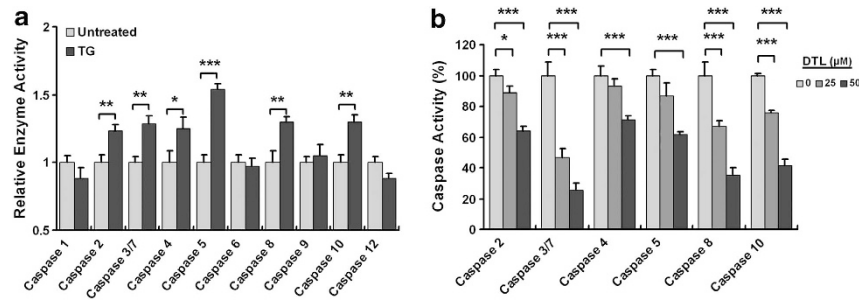 a
Untreated
TG
Relative Enzyme Activity
2
1.5
1
0.5
**
**
*
***
**
**
Caspase 1
Caspase 2
Caspase 3/7
Caspase 4
Caspase 5
Caspase 6
Caspase 8
Caspase 9
Caspase 10
Caspase 12
b
Caspase Activity (%)
120
100
80
60
40
20
0
***
*
***
***
***
***
***
***
***
***
DTL (μM)
0 25 50
Caspase 2
Caspase 3/7
Caspase 4
Caspase 5
Caspase 8
Caspase 10